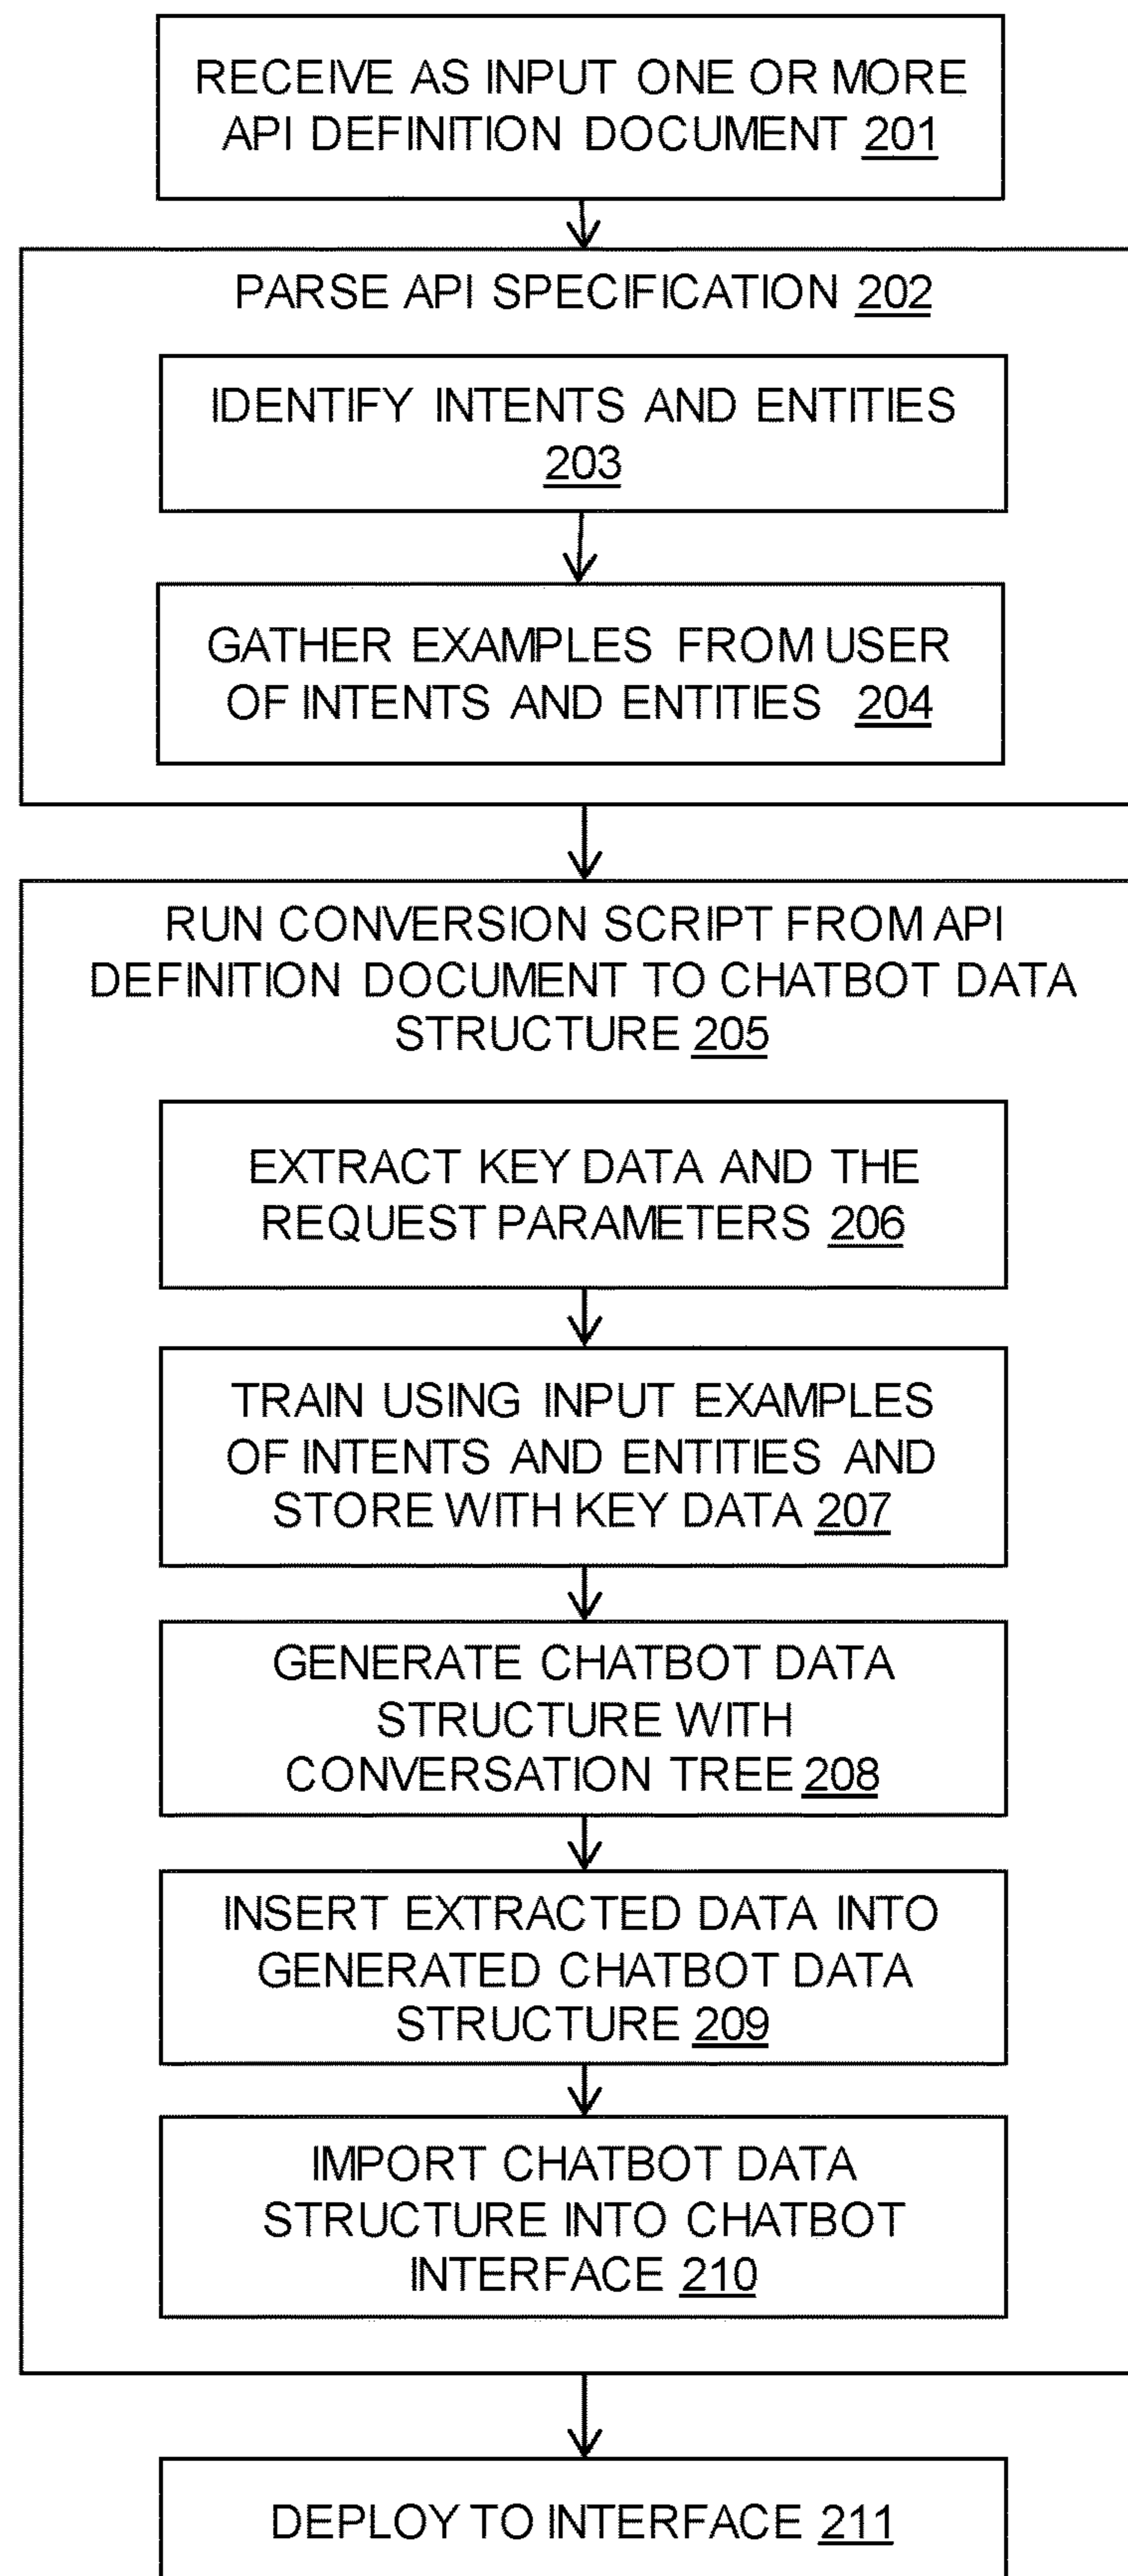 RECEIVE AS INPUT ONE OR MORE
API DEFINITION DOCUMENT 201
PARSE API SPECIFICATION 202
IDENTIFY INTENTS AND ENTITIES
203
GATHER EXAMPLES FROM USER
OF INTENTS AND ENTITIES 204
RUN CONVERSION SCRIPT FROM API
DEFINITION DOCUMENT TO CHATBOT DATA
STRUCTURE 205
EXTRACT KEY DATA AND THE
REQUEST PARAMETERS 206
TRAIN USING INPUT EXAMPLES
OF INTENTS AND ENTITIES AND
STORE WITH KEY DATA 207
GENERATE CHATBOT DATA
STRUCTURE WITH
CONVERSATION TREE 208
INSERT EXTRACTED DATA INTO
GENERATED CHATBOT DATA
STRUCTURE 209
IMPORT CHATBOT DATA
STRUCTURE INTO CHATBOT
INTERFACE 210
DEPLOY TO INTERFACE 211